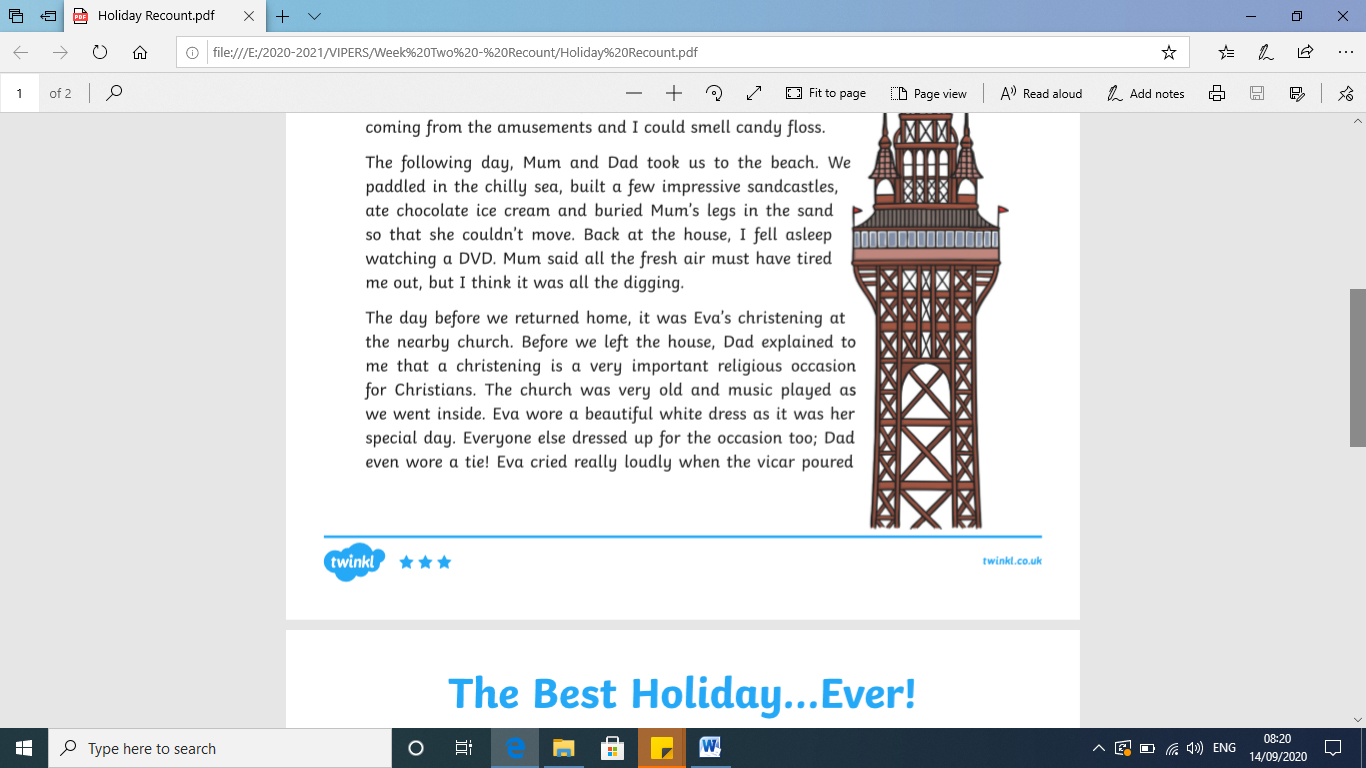 Holiday Recount.pdf
file:///E:/2020-2021/VIPERS/Week%20Two%20-%20Recount/Holiday%20Recount.pdf
1 of 2 Fit to page Page view Read aloud Add notes
coming from the amusements and I could smell candy floss.
The following day, Mum and Dad took us to the beach. We
paddled in the chilly sea, built a few impressive sandcastles,
ate chocolate ice cream and buried Mum's legs in the sand
so that she couldn't move. Back at the house, I fell asleep
watching a DVD. Mum said all the fresh air must have tired
me out, but I think it was all the digging.
The day before we returned home, it was Eva's christening at
the nearby church. Before we left the house, Dad explained to
me that a christening is a very important religious occasion
for Christians. The church was very old and music played as
we went inside. Eva wore a beautiful white dress as it was her
special day. Everyone else dressed up for the occasion too; Dad
even wore a tie! Eva cried really loudly when the vicar poured
twinkl
twinkl.co.uk
The Best Holiday...Ever!
Type here to search
ENG
08:20
14/09/2020